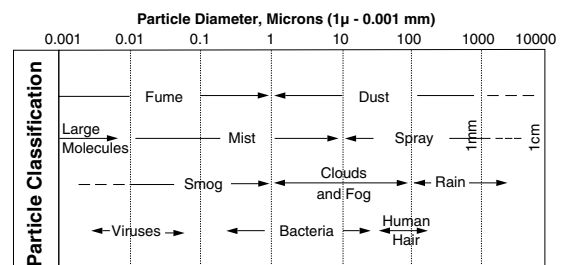 Particle Diameter, Microns (1µ - 0.001 mm)
0.001 0.01 0.1 1 10 100 1000 10000
Particle Classification
Fume Dust
Large
Molecules
Mist Spray
1mm
1cm
Smog
Clouds
and Fog
Rain
Viruses Bacteria
Human
Hair